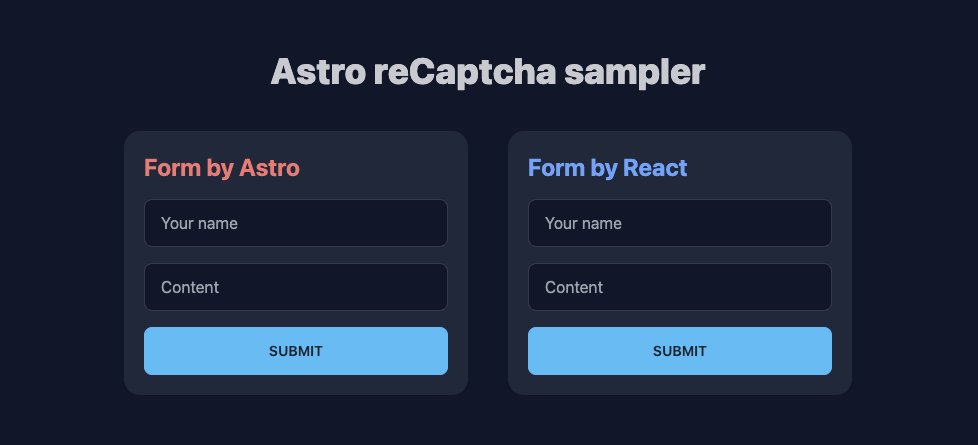 Astro reCaptcha sampler
Form by Astro
Your name
Content
SUBMIT
Form by React
Your name
Content
SUBMIT